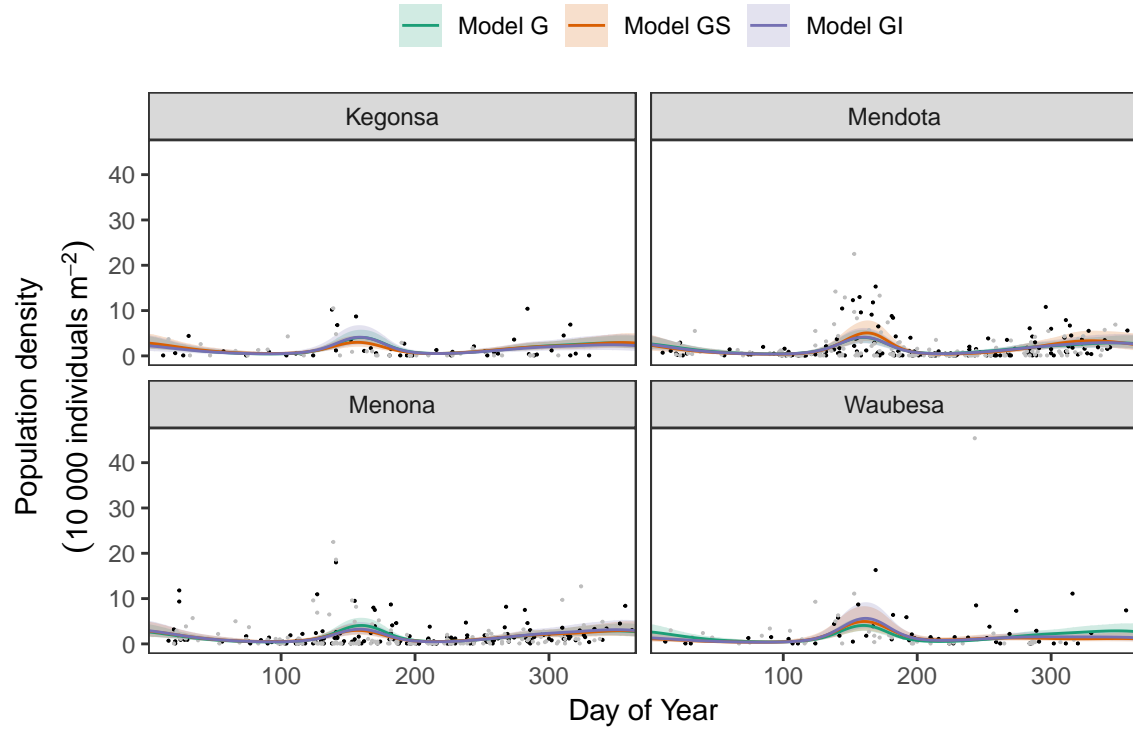 Model G Model GS Model GI
Kegonsa Mendota
40
30
20
10
0
Menona Waubesa
40
30
20
10
0
100 200 300 100 200 300
Day of Year
Population density
(10 000 individuals m⁻²)